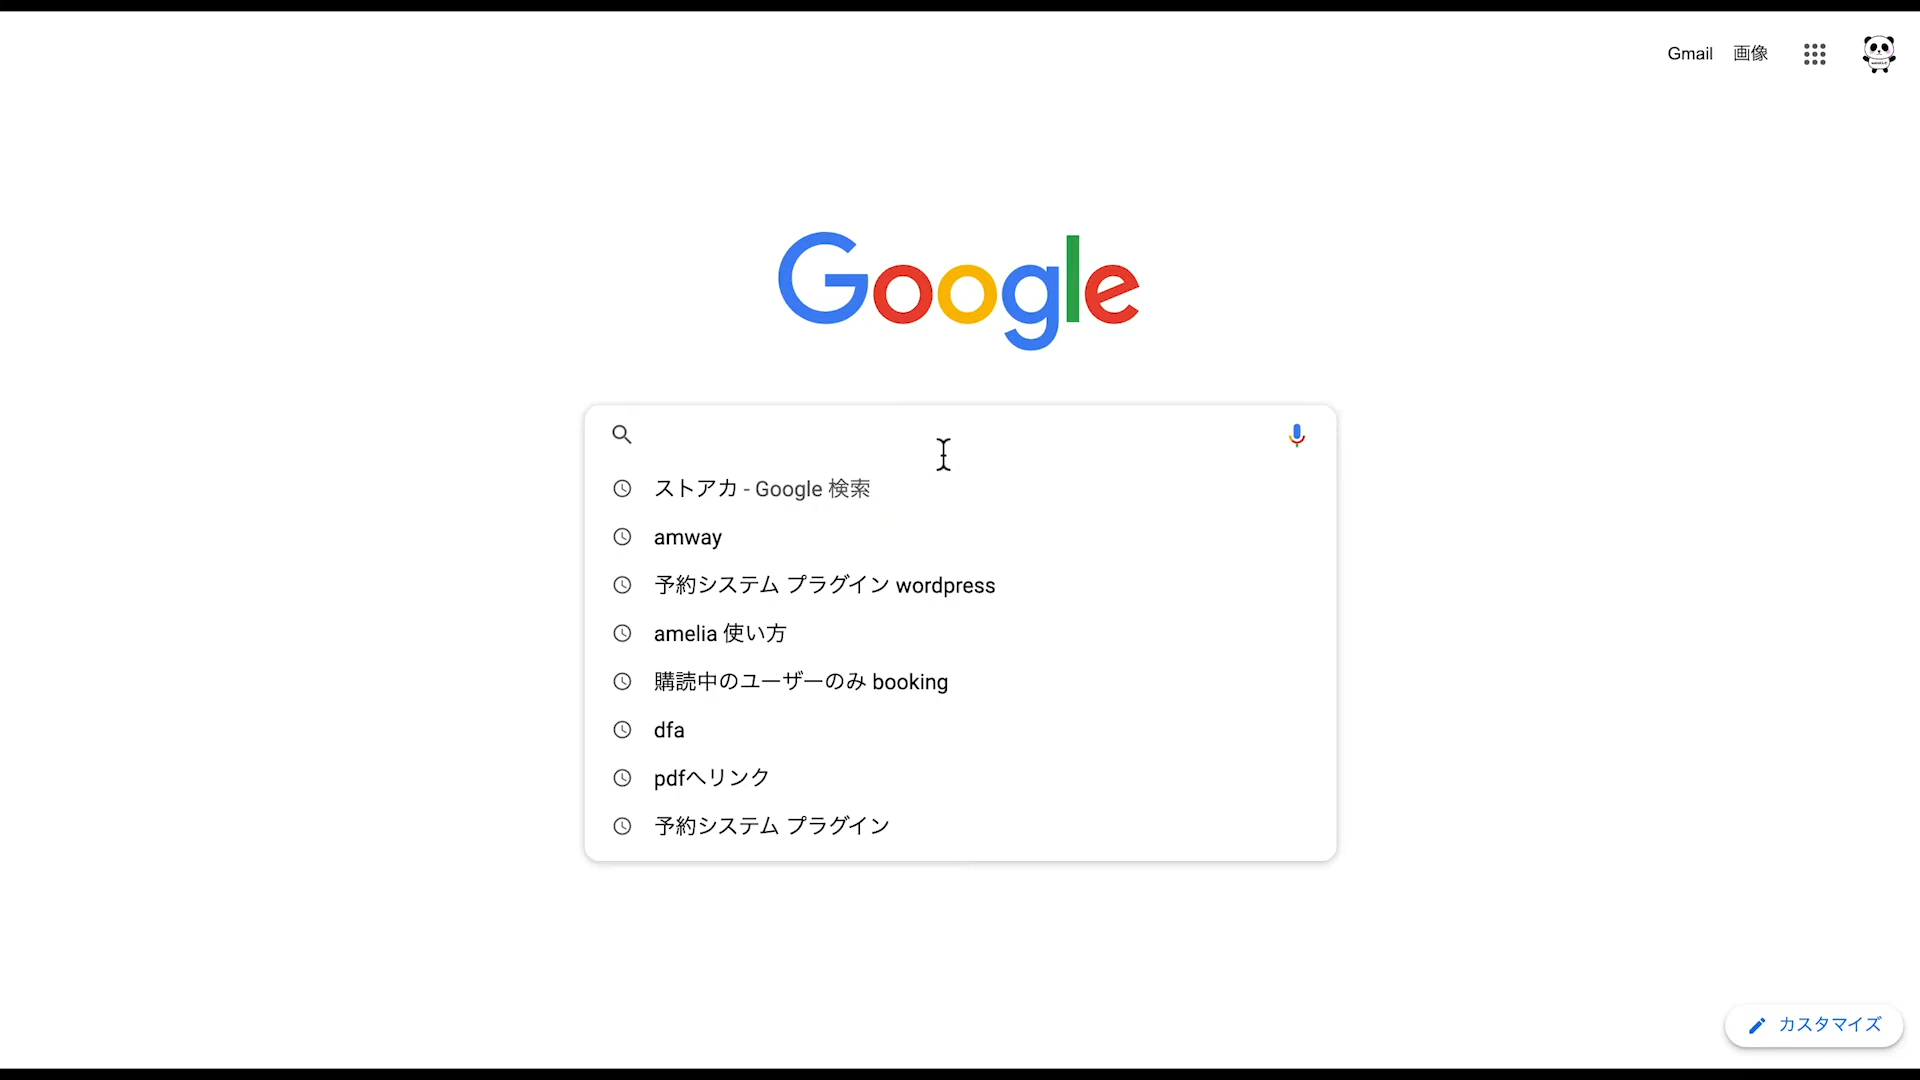 Gmail 画像
Google
ストアカ - Google 検索
amway
予約システム プラグイン wordpress
amelia 使い方
購読中のユーザーのみ booking
dfa
pdfへリンク
予約システム プラグイン
カスタマイズ